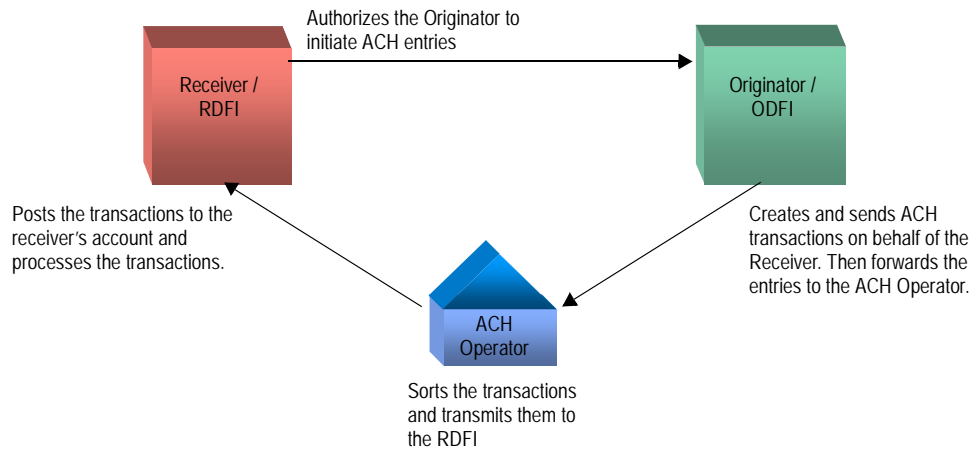 Authorizes the Originator to
initiate ACH entries
Receiver /
RDFI
Originator /
ODFI
Posts the transactions to the
receiver's account and
processes the transactions.
Creates and sends ACH
transactions on behalf of the
Receiver. Then forwards the
entries to the ACH Operator.
ACH
Operator
Sorts the transactions
and transmits them to
the RDFI